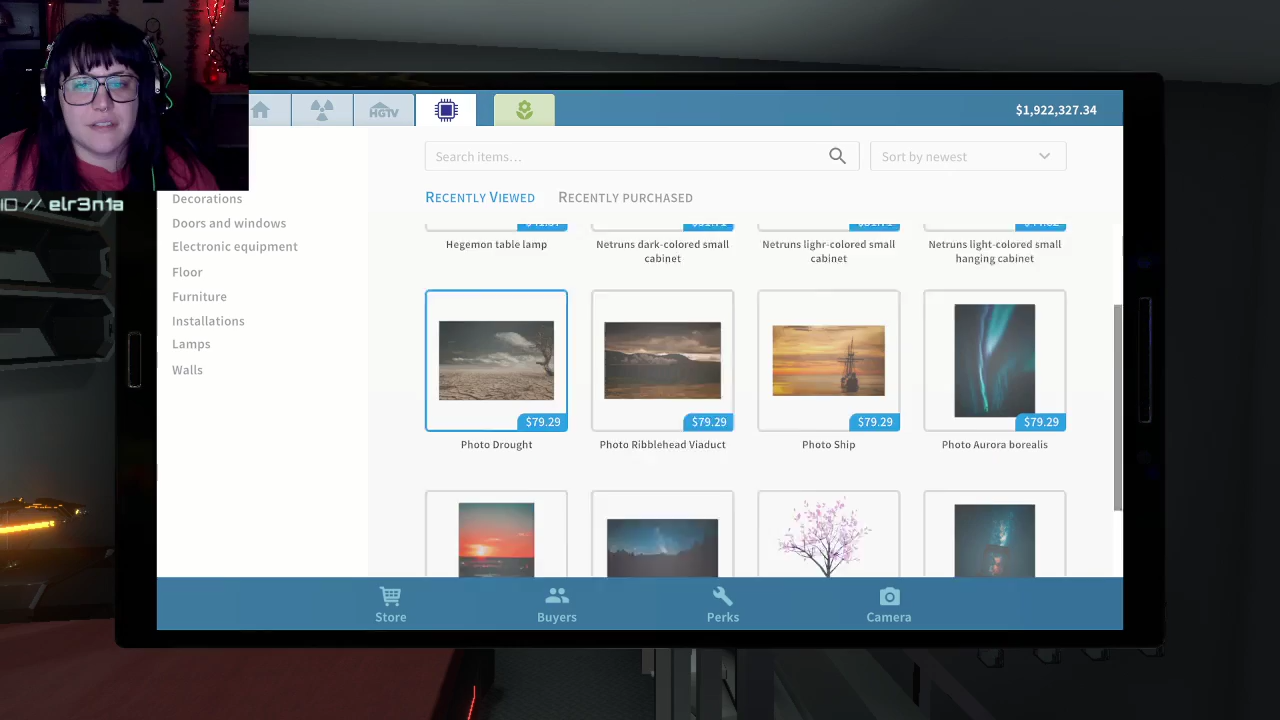 HGTV
$1,922,327.34
Search items...
Sort by newest
RECENTLY VIEWED
RECENTLY PURCHASED
ID // elr3n1a
Decorations
Doors and windows
Electronic equipment
Floor
Furniture
Installations
Lamps
Walls
Hegemon table lamp
Netruns dark-colored small
cabinet
Netruns lighr-colored small
cabinet
Netruns light-colored small
hanging cabinet
$79.29
$79.29
$79.29
$79.29
Photo Drought
Photo Ribblehead Viaduct
Photo Ship
Photo Aurora borealis
Store
Buyers
Perks
Camera